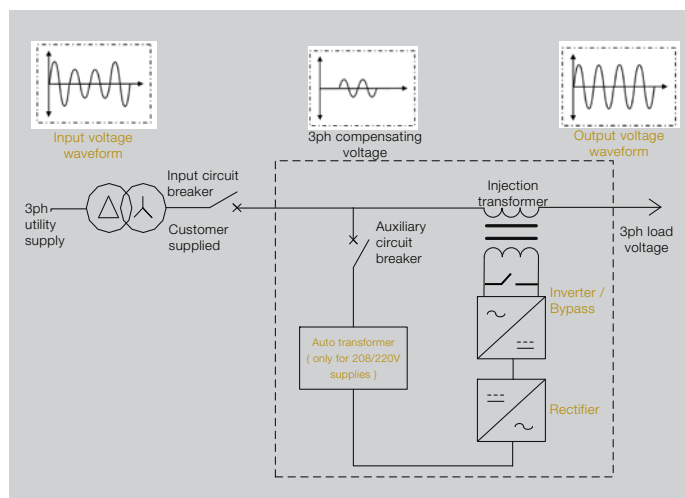 Input voltage
waveform
3ph compensating
voltage
Output voltage
waveform
Input circuit
breaker
Injection
transformer
3ph
utility
supply
Customer
supplied
Auxiliary
circuit
breaker
3ph load
voltage
Inverter /
Bypass
Auto transformer
( only for 208/220V
supplies )
Rectifier